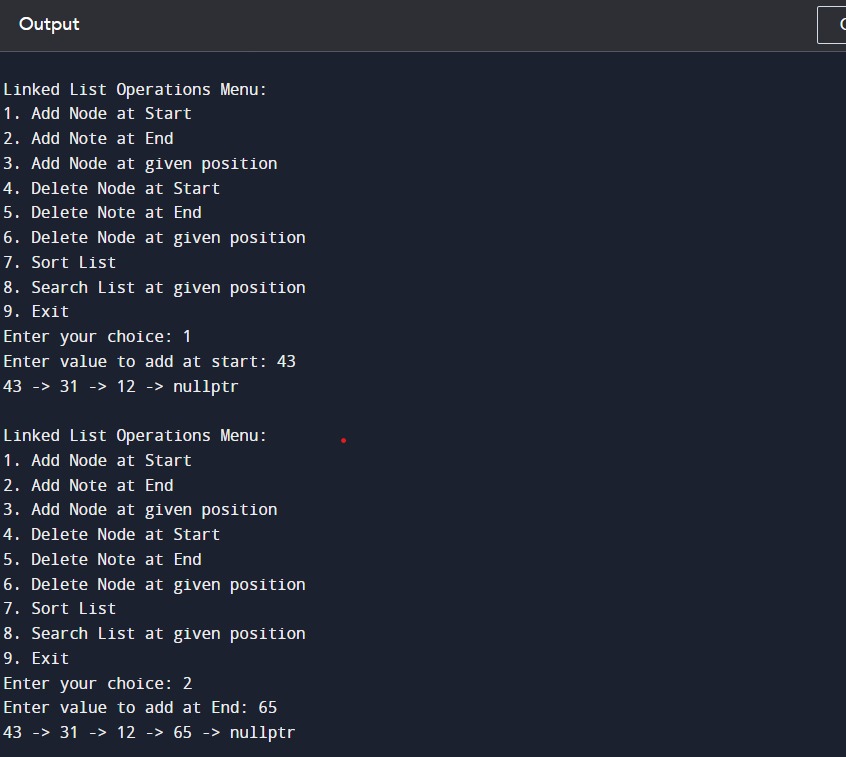 Output
Linked List Operations Menu:
1. Add Node at Start
2. Add Note at End
3. Add Node at given position
4. Delete Node at Start
5. Delete Note at End
6. Delete Node at given position
7. Sort List
8. Search List at given position
9. Exit
Enter your choice: 1
Enter value to add at start: 43
43 -> 31 -> 12 -> nullptr
Linked List Operations Menu:
1. Add Node at Start
2. Add Note at End
3. Add Node at given position
4. Delete Node at Start
5. Delete Note at End
6. Delete Node at given position
7. Sort List
8. Search List at given position
9. Exit
Enter your choice: 2
Enter value to add at End: 65
43 -> 31 -> 12 -> 65 -> nullptr